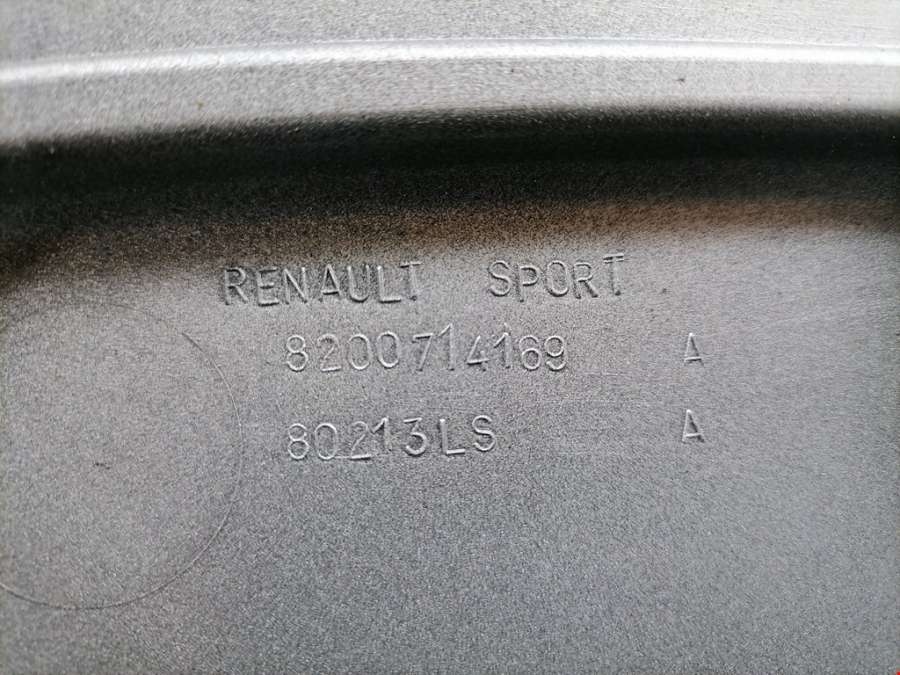 RENAULT SPORT
8200714169 A
80213LS A